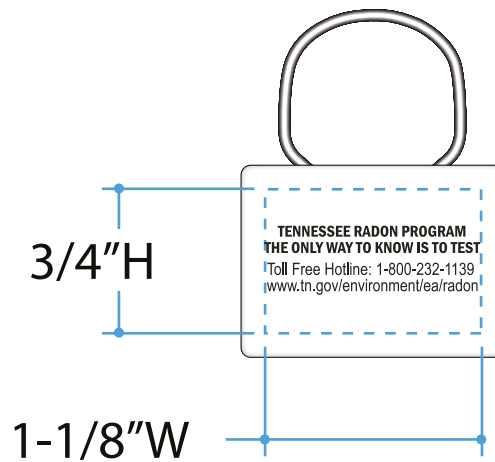 TENNESSEE RADON PROGRAM
THE ONLY WAY TO KNOW IS TO TEST
Toll Free Hotline: 1-800-232-1139
www.tn.gov/environment/ea/radon
3/4”H
1-1/8”W